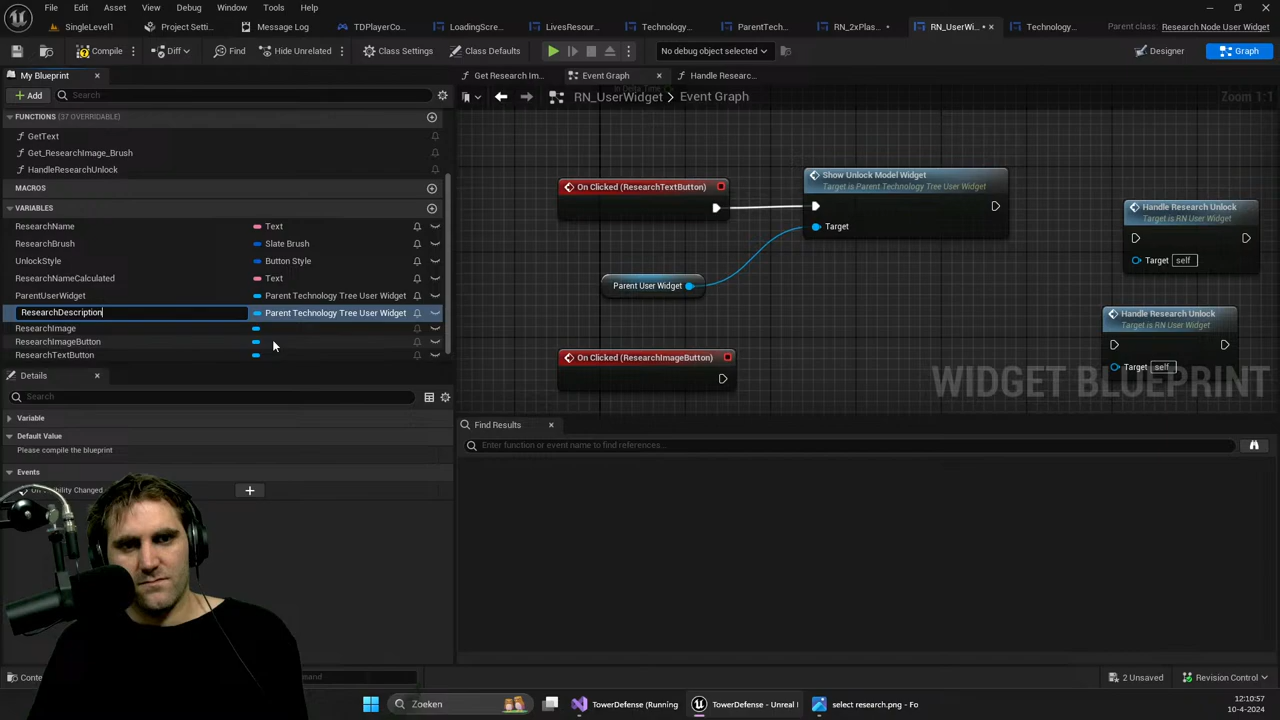 File Edit Asset View Debug Window Tools Help
SingleLevel1 Project Setti... Message Log TDPlayerCo... LoadingScre... LivesResour... Technology... ParentTech... RN_2xPlas... RN_UserWi... Technology... Parent class: Research Node User Widget
Compile Diff Find Hide Unrelated Class Settings Class Defaults No debug object selected Designer Graph
My Blueprint Get Research Im... Event Graph Handle Researc...
Add Search RN_UserWidget > Event Graph Zoom 1:1
In Delta Time
FUNCTIONS (37 OVERRIDABLE)
GetText
Get_ResearchImage_Brush
HandleResearchUnlock
MACROS
VARIABLES
ResearchName Text
ResearchBrush Slate Brush
UnlockStyle Button Style
ResearchNameCalculated Text
ParentUserWidget Parent Technology Tree User Widget
ResearchDescription Parent Technology Tree User Widget
ResearchImage
ResearchImageButton
ResearchTextButton
Details
Search
Variable
Default Value
Please compile the blueprint
Events
bility Changed
On Clicked (ResearchTextButton)
Show Unlock Model Widget
Target is Parent Technology Tree User Widget
Target
Parent User Widget
On Clicked (ResearchImageButton)
Handle Research Unlock
Target is RN User Widget
Target self
Handle Research Unlock
Target is RN User Widget
Target self
WIDGET BLUEPRINT
Find Results
Enter function or event name to find references...
Conte mmand 2 Unsaved Revision Control
Zoeken TowerDefense (Running TowerDefense - Unreal select research.png - Fo
12:10:57
10-4-2024